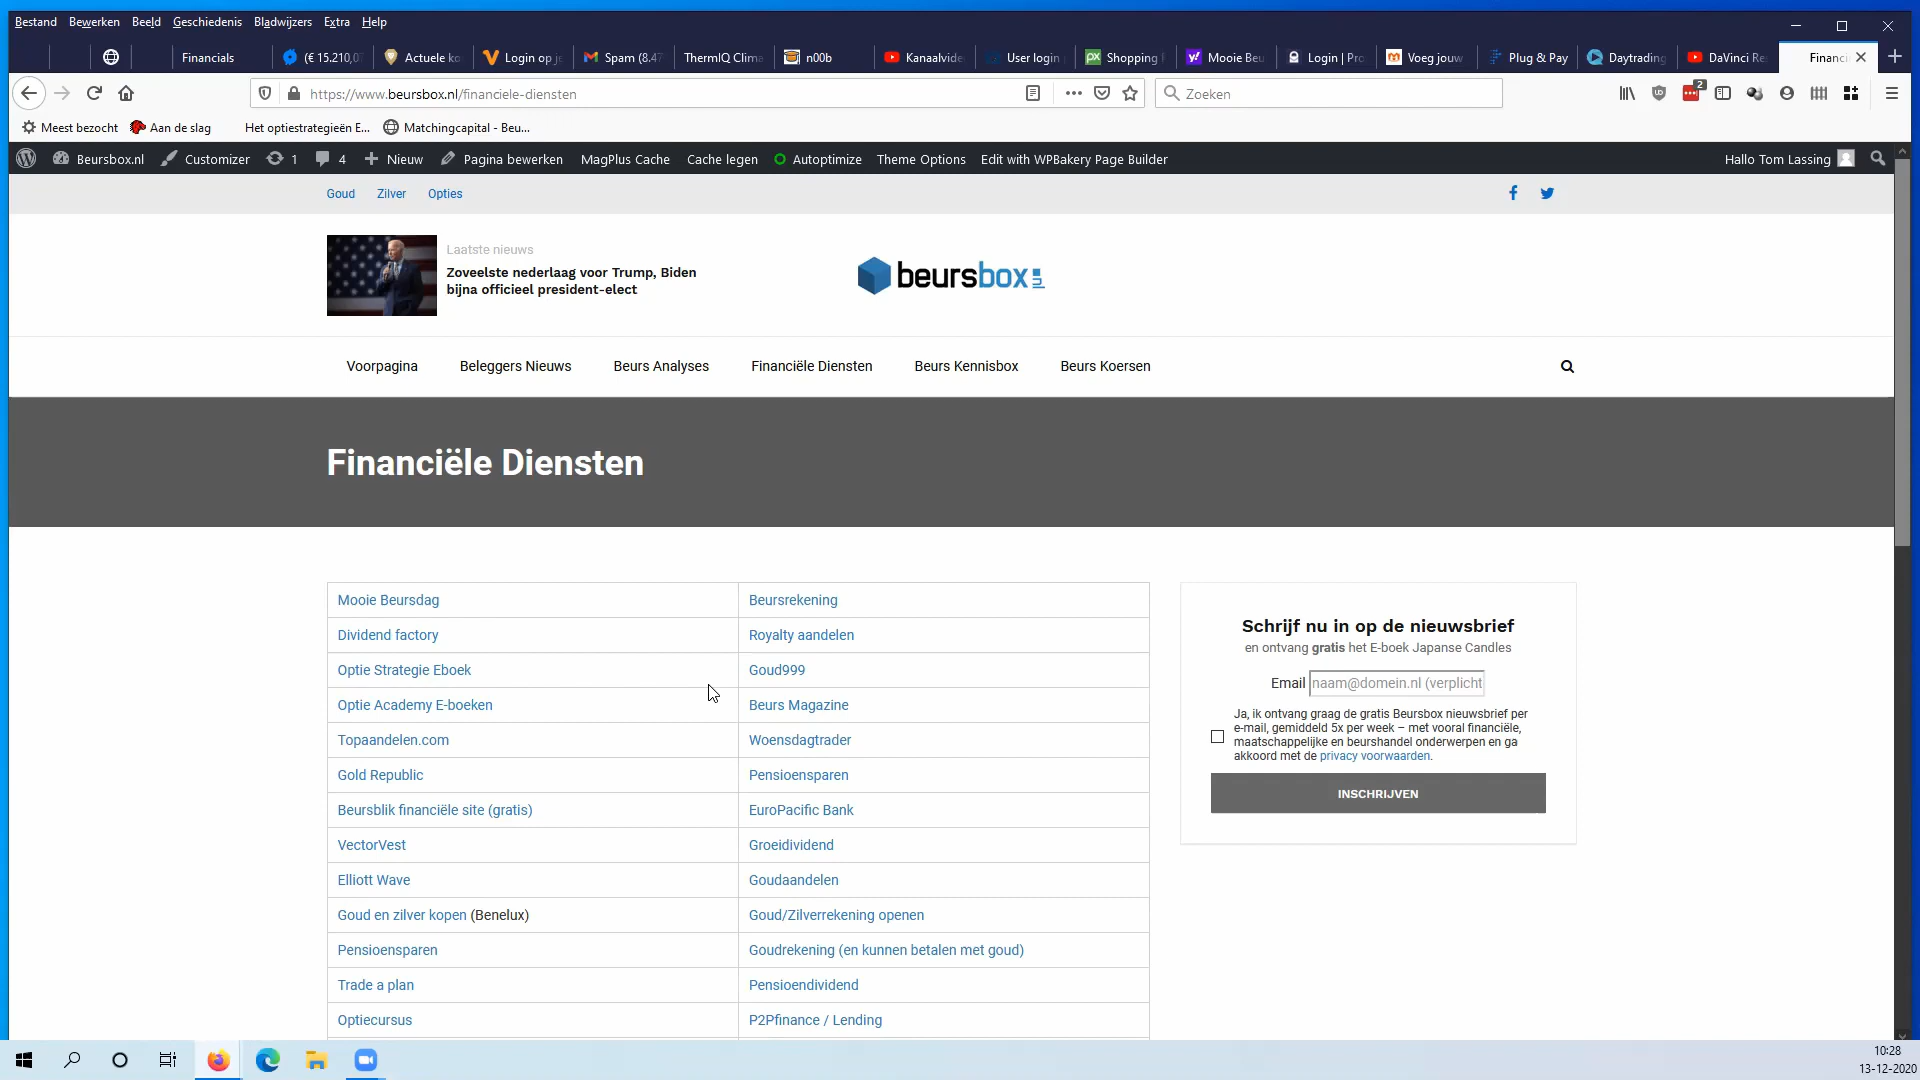 Bestand Bewerken Beeld Geschiedenis Bladwijzers Extra Help
Financials (€ 15.210,0 Actuele ko Login op je Spam (8.47 ThermIQ Clima n00b Kanaalvide User login Shopping Mooie Beu Login | Pro Voeg jouw Plug & Pay Daytrading DaVinci Re Financi
https://www.beursbox.nl/financiele-diensten Zoeken 2
Meest bezocht Aan de slag Het optiestrategieën E... Matchingcapital - Beu...
Beursbox.nl Customizer 1 4 Nieuw Pagina bewerken MagPlus Cache Cache legen Autoptimize Theme Options Edit with WPBakery Page Builder Hallo Tom Lassing
Goud Zilver Opties
Laatste nieuws
Zoveelste nederlaag voor Trump, Biden
bijna officieel president-elect
beursbox.nl
Voorpagina Beleggers Nieuws Beurs Analyses Financiële Diensten Beurs Kennisbox Beurs Koersen
Financiële Diensten
Mooie Beursdag Beursrekening
Dividend factory Royalty aandelen
Optie Strategie Eboek Goud999
Optie Academy E-boeken Beurs Magazine
Topaandelen.com Woensdagtrader
Gold Republic Pensioensparen
Beursblik financiële site (gratis) EuroPacific Bank
VectorVest Groeidividend
Elliott Wave Goudaandelen
Goud en zilver kopen (Benelux) Goud/Zilverrekening openen
Pensioensparen Goudrekening (en kunnen betalen met goud)
Trade a plan Pensioendividend
Optiecursus P2Pfinance / Lending
Schrijf nu in op de nieuwsbrief
en ontvang gratis het E-boek Japanse Candles
Email naam@domein.nl (verplicht
Ja, ik ontvang graag de gratis Beursbox nieuwsbrief per
e-mail, gemiddeld 5x per week – met vooral financiële,
maatschappelijke en beurshandel onderwerpen en ga
akkoord met de privacy voorwaarden.
INSCHRIJVEN
10:28
13-12-2020